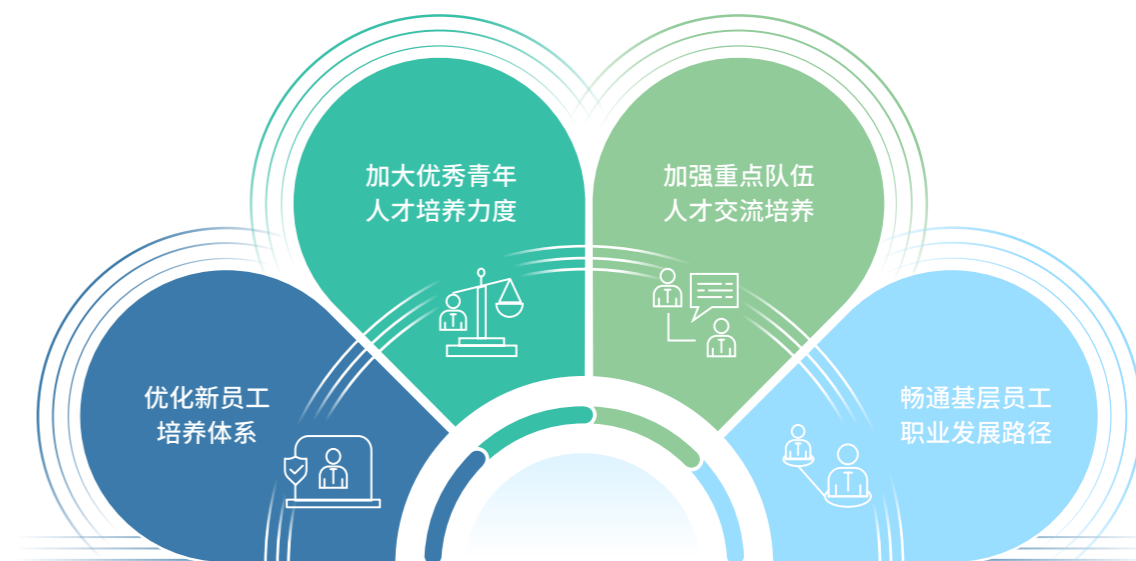 加大优秀青年
人才培养力度
加强重点队伍
人才交流培养
优化新员工
培养体系
畅通基层员工
职业发展路径